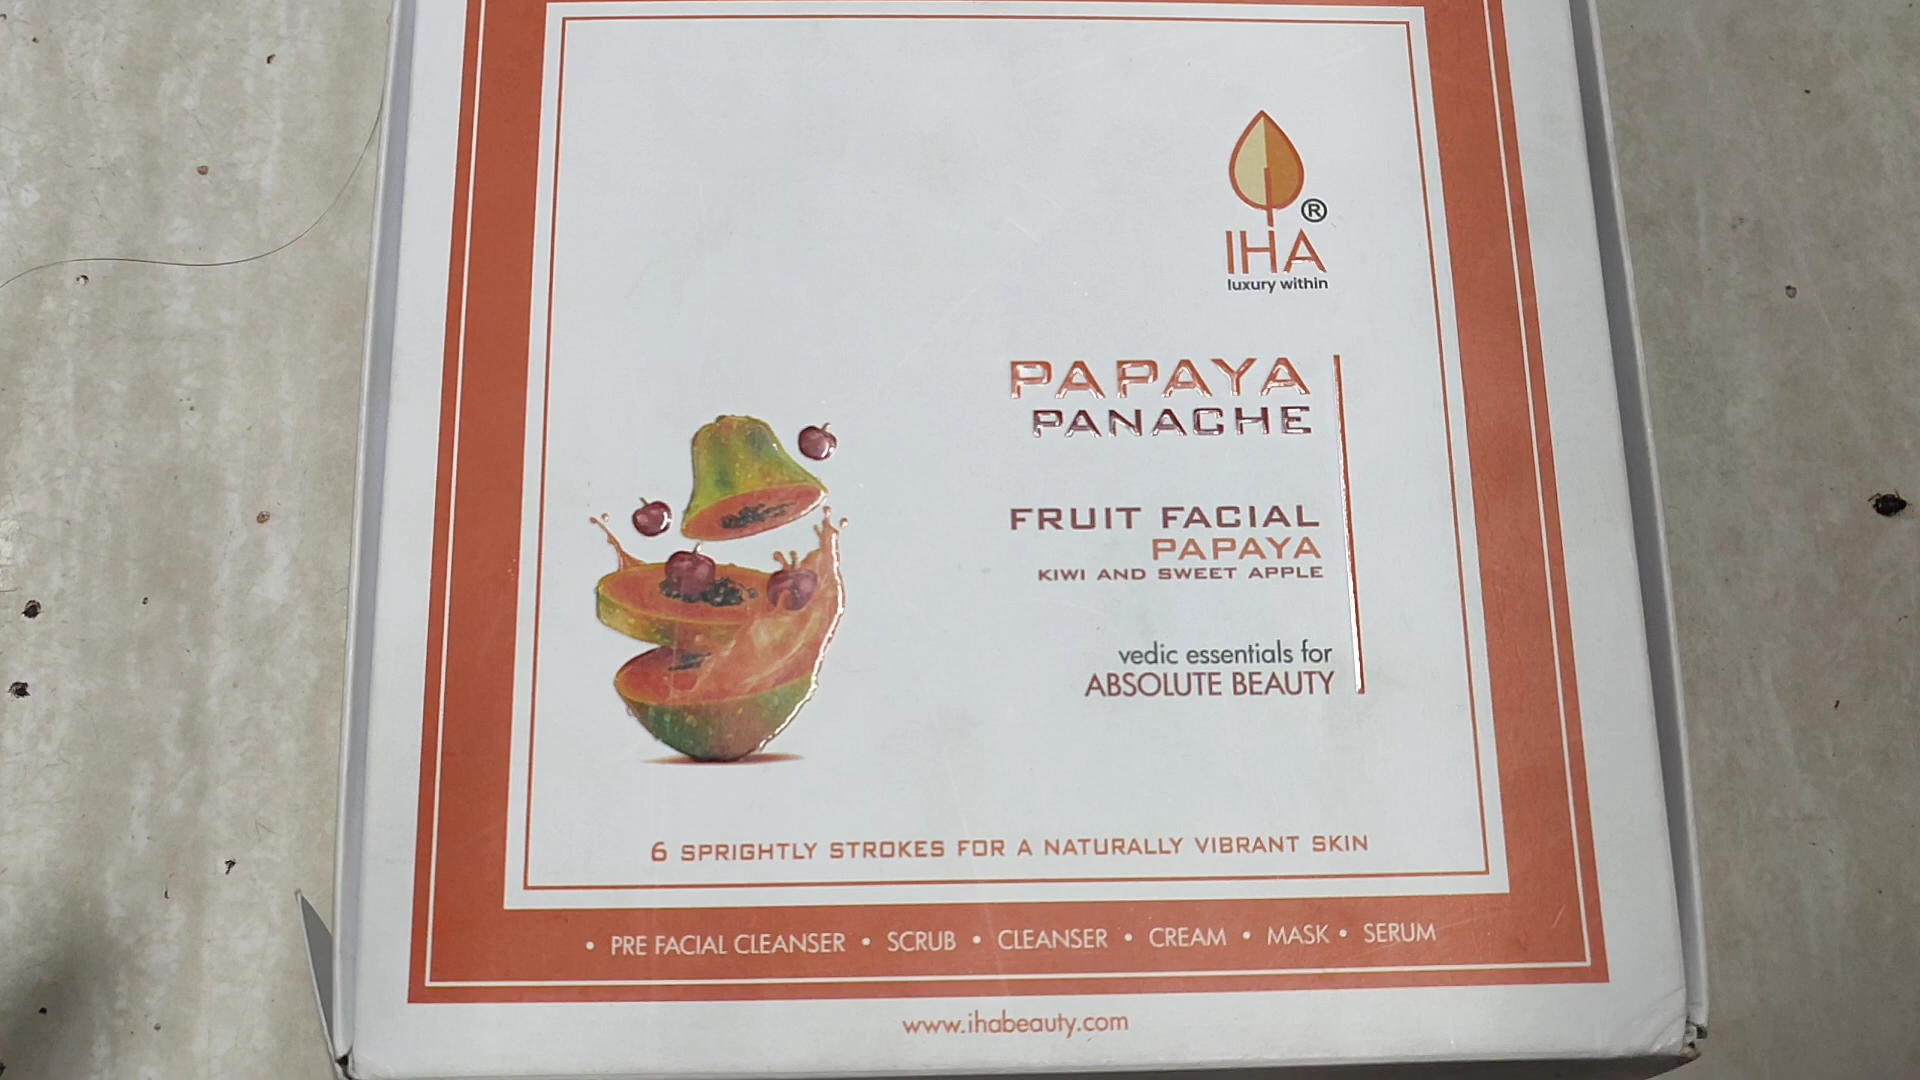 ®
IHA
luxury within
PAPAYA
PANACHE
FRUIT FACIAL
PAPAYA
KIWI AND SWEET APPLE
vedic essentials for
ABSOLUTE BEAUTY
6 SPRIGHTLY STROKES FOR A NATURALLY VIBRANT SKIN
• PRE FACIAL CLEANSER • SCRUB • CLEANSER • CREAM • MASK • SERUM
www.ihabeauty.com